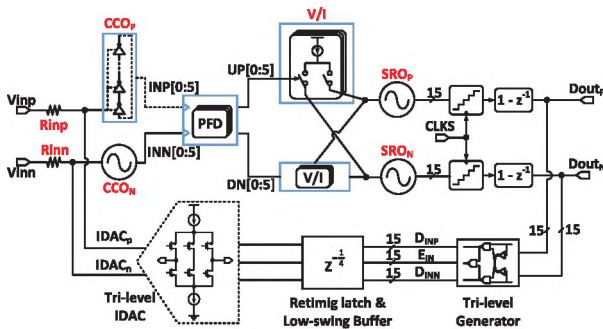 CCOP
V/I
Vinp
Rinp
INP[0:5]
UP[0:5]
SROP
15
1 - z-1
DoutP
PFD
CLKS
Rinn
Vinn
CCON
INN[0:5]
DN[0:5]
V/I
SRON
15
1 - z-1
DoutN
15
15
IDACp
IDACn
Tri-level
IDAC
Z-1/4
Retimig latch &
Low-swing Buffer
15 DINP
15 EIN
15 DINN
Tri-level
Generator